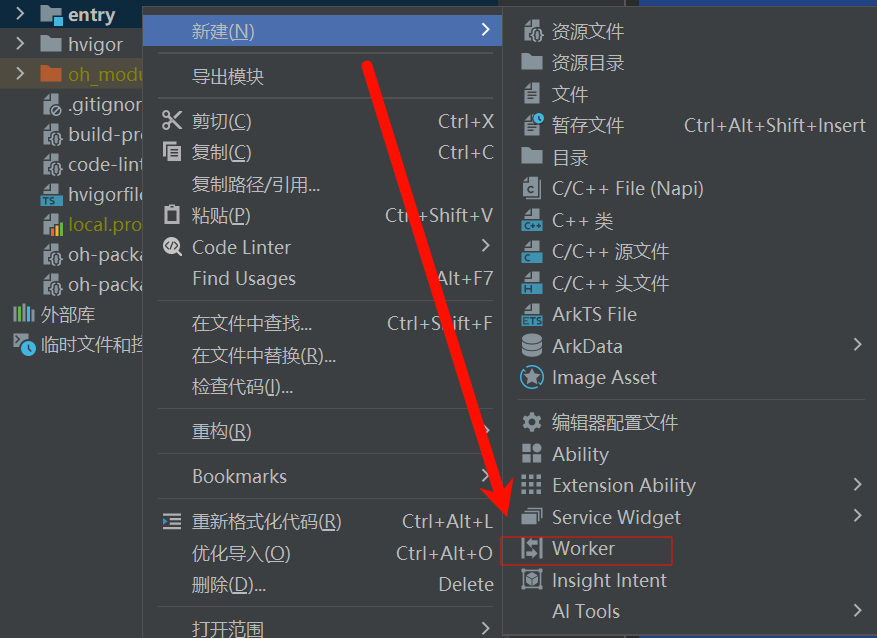 entry
hvigor
oh_modu
.gitignor
build-pro
code-lint
hvigorfile
local.pro
oh-packa
oh-packa
外部库
临时文件和控
新建(N)
导出模块
剪切(C) Ctrl+X
复制(C) Ctrl+C
复制路径/引用...
粘贴(P) Ctrl+Shift+V
Code Linter
Find Usages Alt+F7
在文件中查找... Ctrl+Shift+F
在文件中替换(R)...
检查代码(I)...
重构(R)
Bookmarks
重新格式化代码(R) Ctrl+Alt+L
优化导入(O) Ctrl+Alt+O
删除(D)... Delete
打开范围
资源文件
资源目录
文件
暂存文件 Ctrl+Alt+Shift+Insert
目录
C/C++ File (Napi)
C++ 类
C/C++ 源文件
C/C++ 头文件
ArkTS File
ArkData
Image Asset
编辑器配置文件
Ability
Extension Ability
Service Widget
Worker
Insight Intent
AI Tools